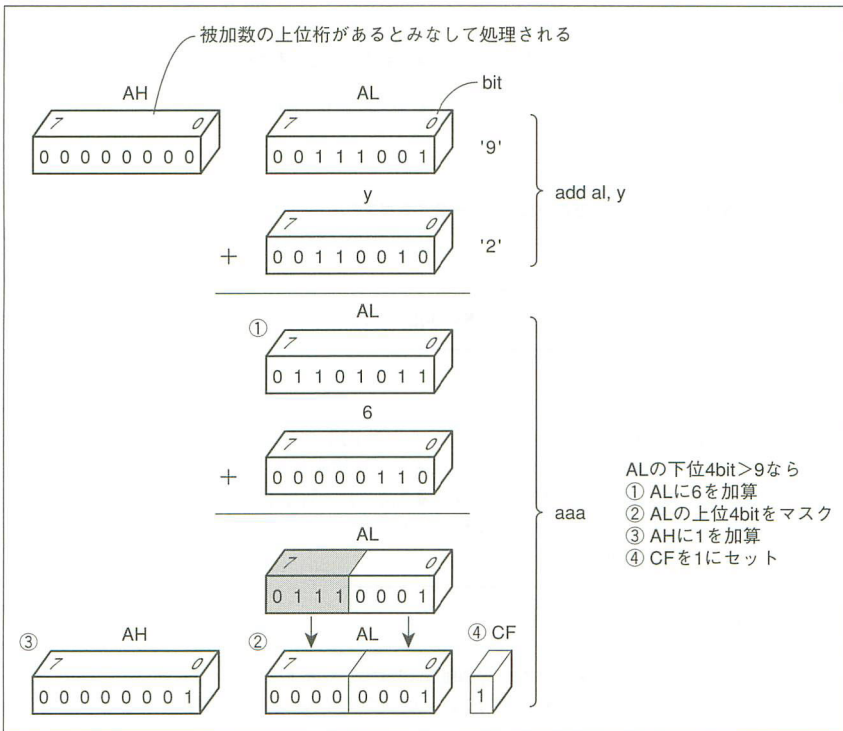 被加数の上位桁があるとみなして処理される
AH
AL
bit
7 0
0 0 0 0 0 0 0 0
7 0
0 0 1 1 1 0 0 1
'9'
y
7 0
+
0 0 1 1 0 0 1 0
'2'
add al, y
AL
①
7 0
0 1 1 0 1 0 1 1
6
7 0
+
0 0 0 0 0 1 1 0
AL
7 0
0 1 1 1 0 0 0 1
aaa
ALの下位4bit>9なら
① ALに6を加算
② ALの上位4bitをマスク
③ AHに1を加算
④ CFを1にセット
③
AH
7 0
0 0 0 0 0 0 0 1
②
AL
7 0
0 0 0 0 0 0 0 1
④ CF
1